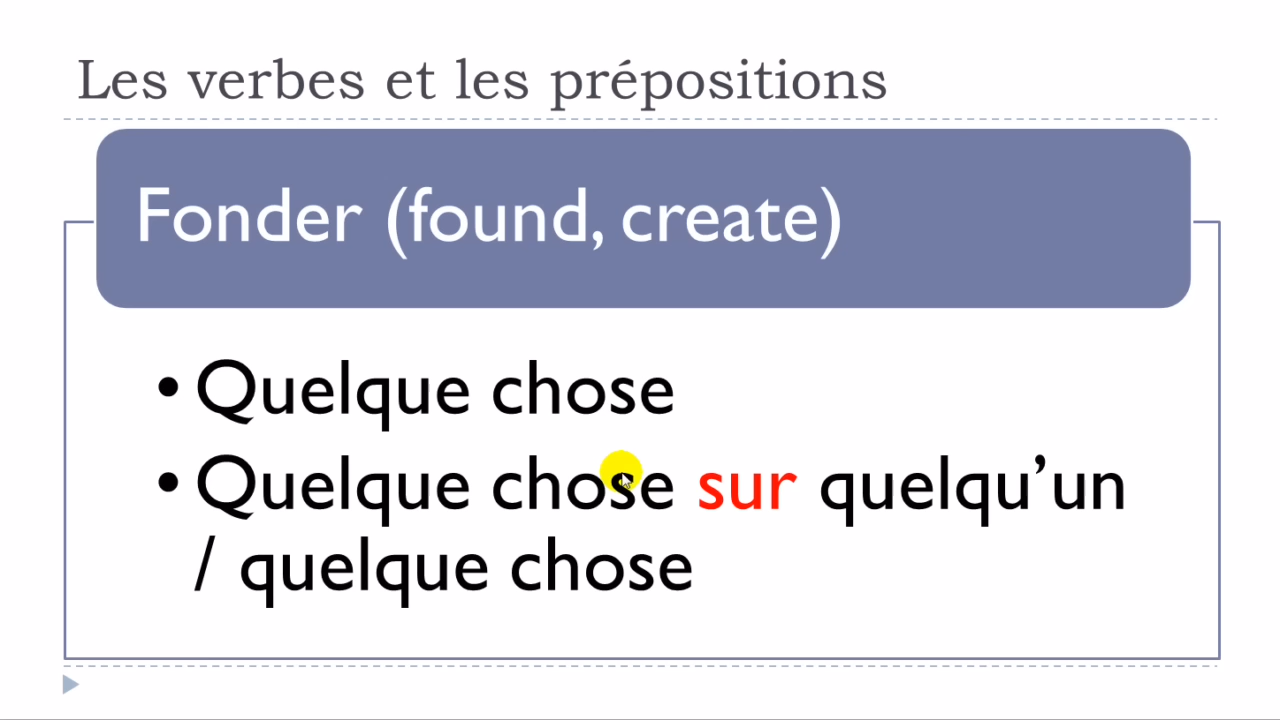 Les verbes et les prépositions
Fonder (found, create)
• Quelque chose
• Quelque chose sur quelqu’un
/ quelque chose